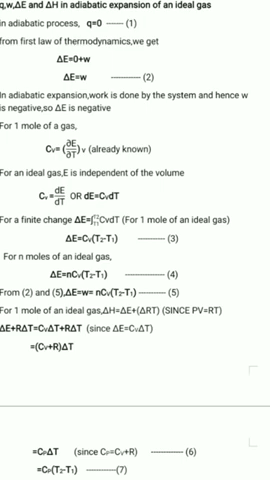 q,w,ΔE and ΔH in adiabatic expansion of an ideal gas
in adiabatic process, q=0 ------ (1)
from first law of thermodynamics,we get
ΔE=0+w
ΔE=w ----------- (2)
In adiabatic expansion,work is done by the system and hence w
is negative,so ΔE is negative
For 1 mole of a gas,
Cv= (∂E/∂T)v (already known)
For an ideal gas,E is independent of the volume
Cv =dE/dT OR dE=CvdT
For a finite change ΔE=∫T2T1CvdT (For 1 mole of an ideal gas)
ΔE=Cv(T2-T1) ---------- (3)
For n moles of an ideal gas,
ΔE=nCv(T2-T1) ----------- (4)
From (2) and (5),ΔE=w= nCv(T2-T1) ---------- (5)
For 1 mole of an ideal gas,ΔH=ΔE+(ΔRT) (SINCE PV=RT)
ΔE+RΔT=CvΔT+RΔT (since ΔE=CvΔT)
=(Cv+R)ΔT
=CPΔT (since CP=Cv+R) ------------ (6)
=CP(T2-T1) -----------(7)